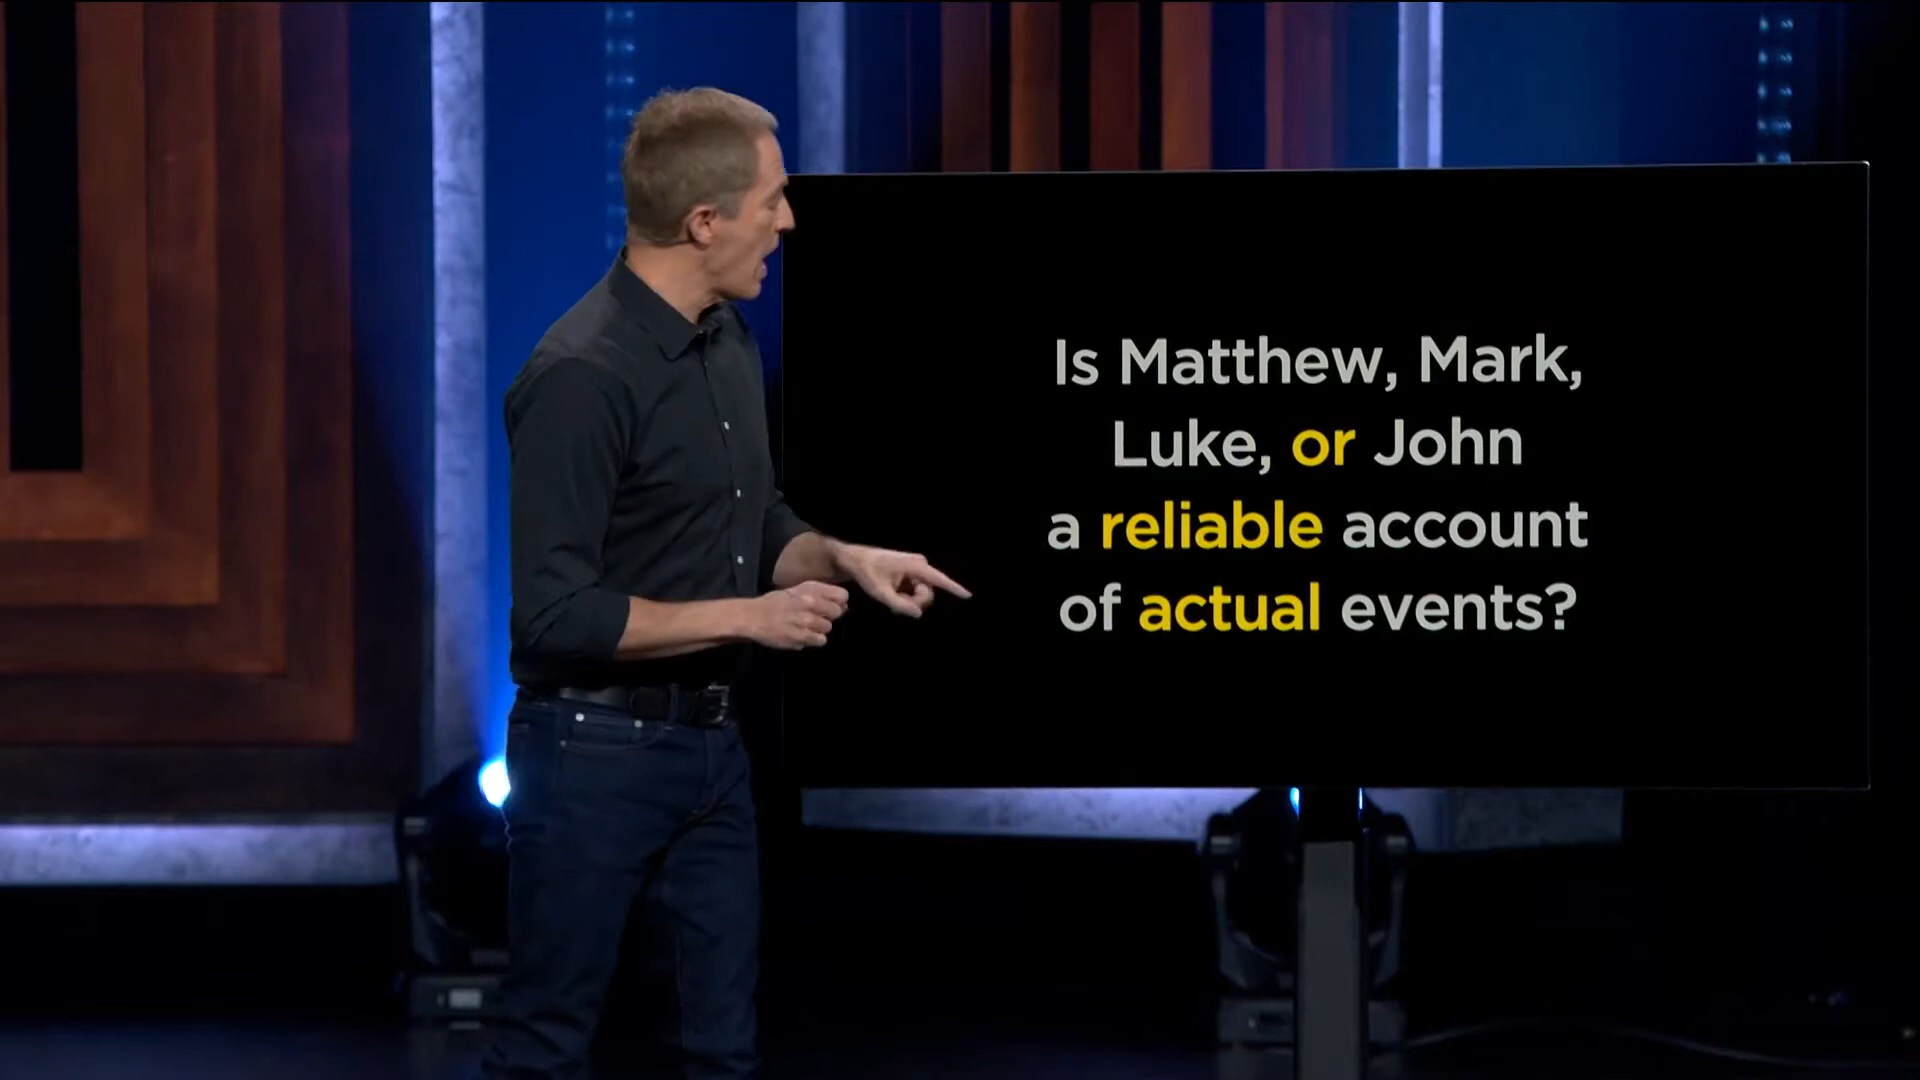 Is Matthew, Mark,
Luke, or John
a reliable account
of actual events?